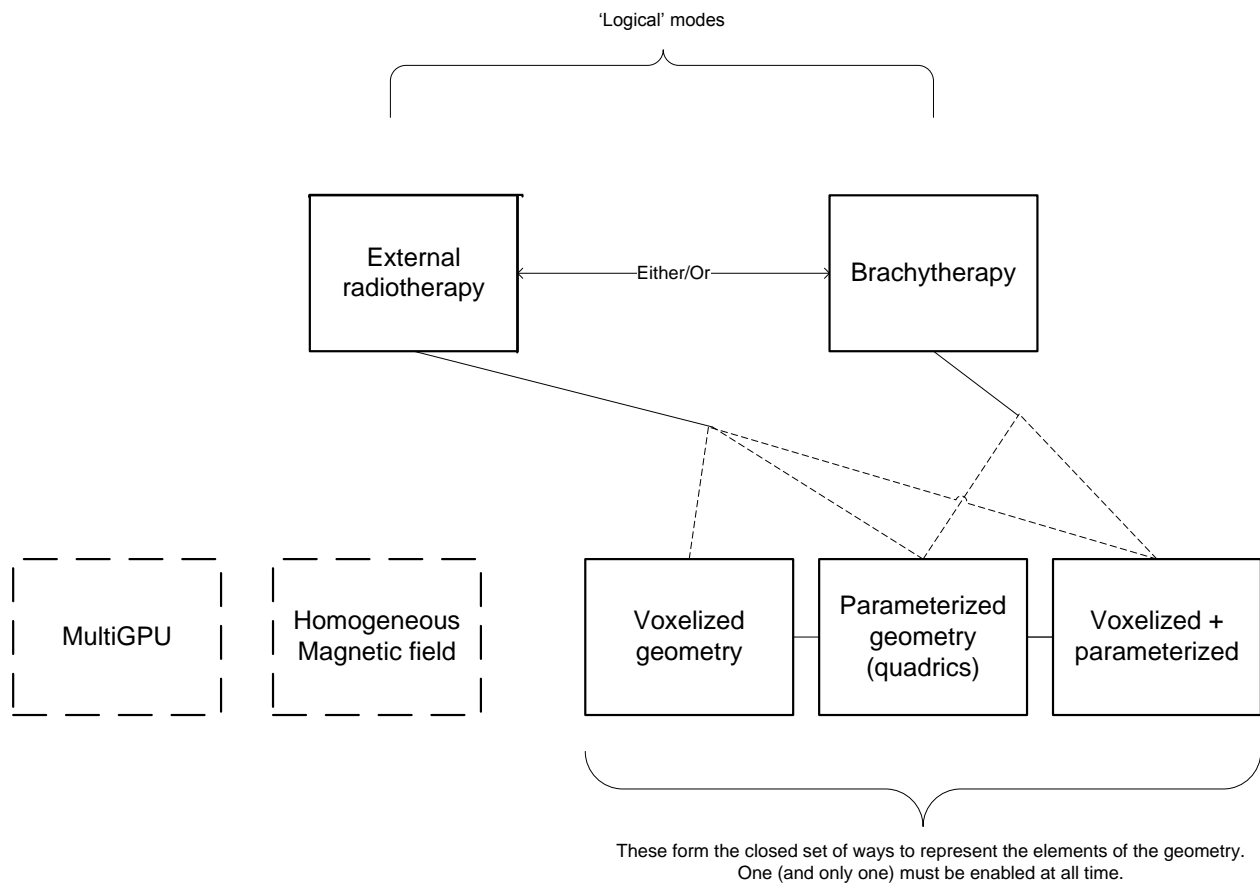 ‘Logical’ modes
External
radiotherapy
Either/Or
Brachytherapy
MultiGPU
Homogeneous
Magnetic field
Voxelized
geometry
Parameterized
geometry
(quadrics)
Voxelized +
parameterized
These form the closed set of ways to represent the elements of the geometry.
One (and only one) must be enabled at all time.